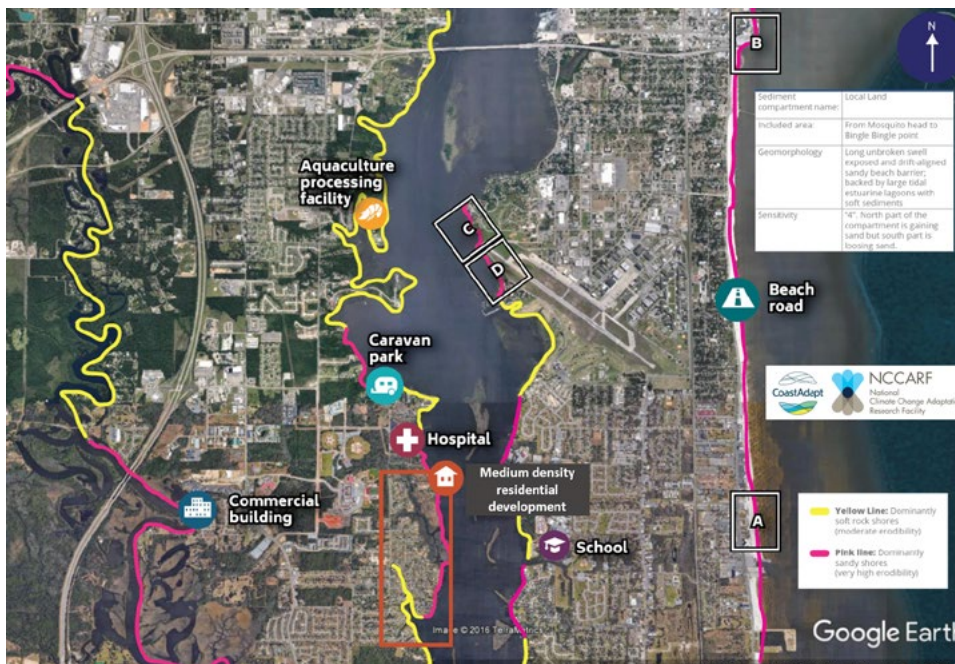 N
B
Sediment compartment name:
Local Land
Included area
From Mosquito head to
Bingle Bingle point
Geomorphology
Long unbroken swell
exposed and drift-aligned
sandy beach barrier;
backed by large tidal
estuarine lagoons with
soft sediments
Sensitivity
"4". North part of the
compartment is gaining
sand but south part is
loosing sand.
Aquaculture
processing
facility
C
D
Beach
road
Caravan
park
CoastAdapt
NCCARF
National
Climate Change Adaptatio
Research Facility
Hospital
Medium density
residential
development
Commercial
building
School
A
Yellow Line: Dominantly
soft rock shores
(moderate erodibility)
Pink line: Dominantly
sandy shores
(very high erodibility)
Image © 2016 TerraMetrics
Google Earth